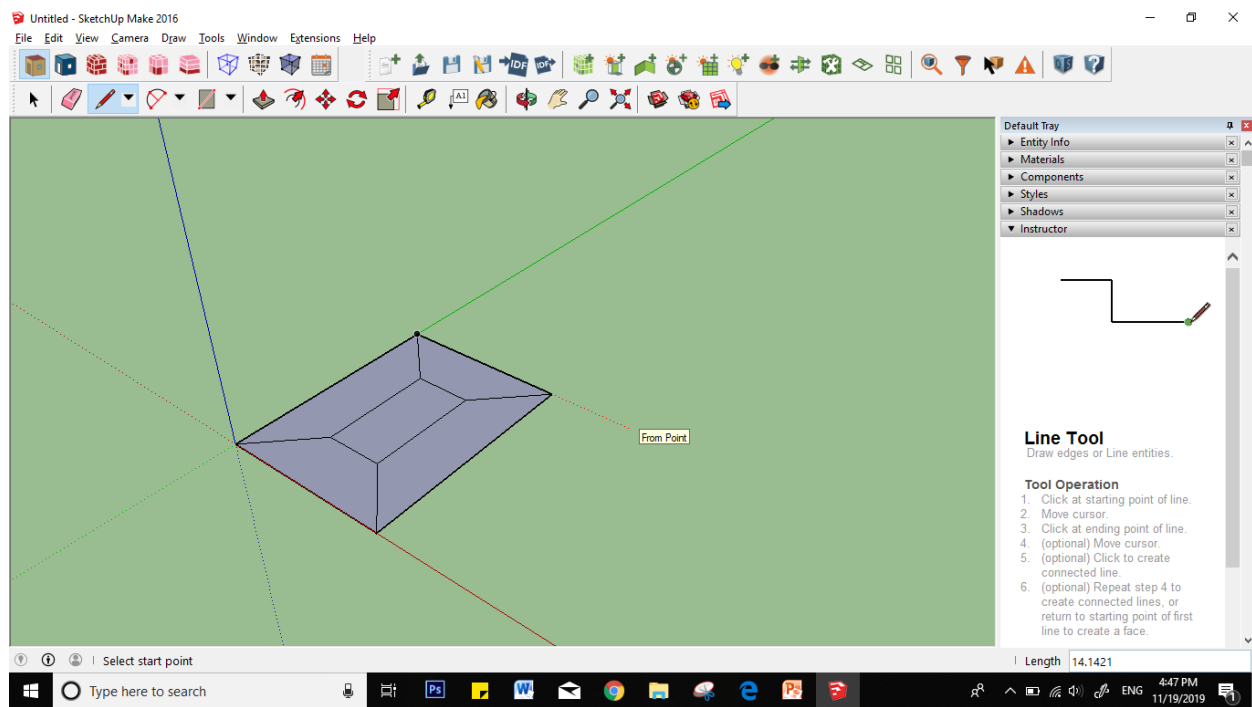 Untitled - SketchUp Make 2016
File Edit View Camera Draw Tools Window Extensions Help
IDF IDF
A1
Default Tray
Entity Info
Materials
Components
Styles
Shadows
Instructor
From Point
Line Tool
Draw edges or Line entities.
Tool Operation
1. Click at starting point of line.
2. Move cursor.
3. Click at ending point of line.
4. (optional) Move cursor.
5. (optional) Click to create
connected line.
6. (optional) Repeat step 4 to
create connected lines, or
return to starting point of first
line to create a face.
Select start point
Length 14.1421
Type here to search
Ps
ENG
4:47 PM
11/19/2019
1